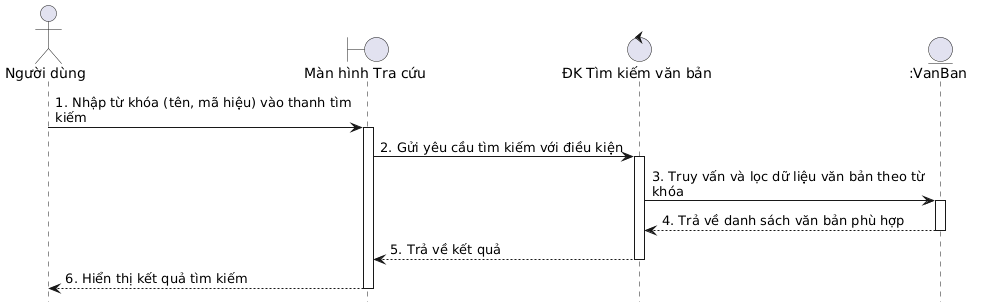 Người dùng
Màn hình Tra cứu
ĐK Tìm kiếm văn bản
:VanBan
1. Nhập từ khóa (tên, mã hiệu) vào thanh tìm
kiếm
2. Gửi yêu cầu tìm kiếm với điều kiện
3. Truy vấn và lọc dữ liệu văn bản theo từ
khóa
4. Trả về danh sách văn bản phù hợp
5. Trả về kết quả
6. Hiển thị kết quả tìm kiếm